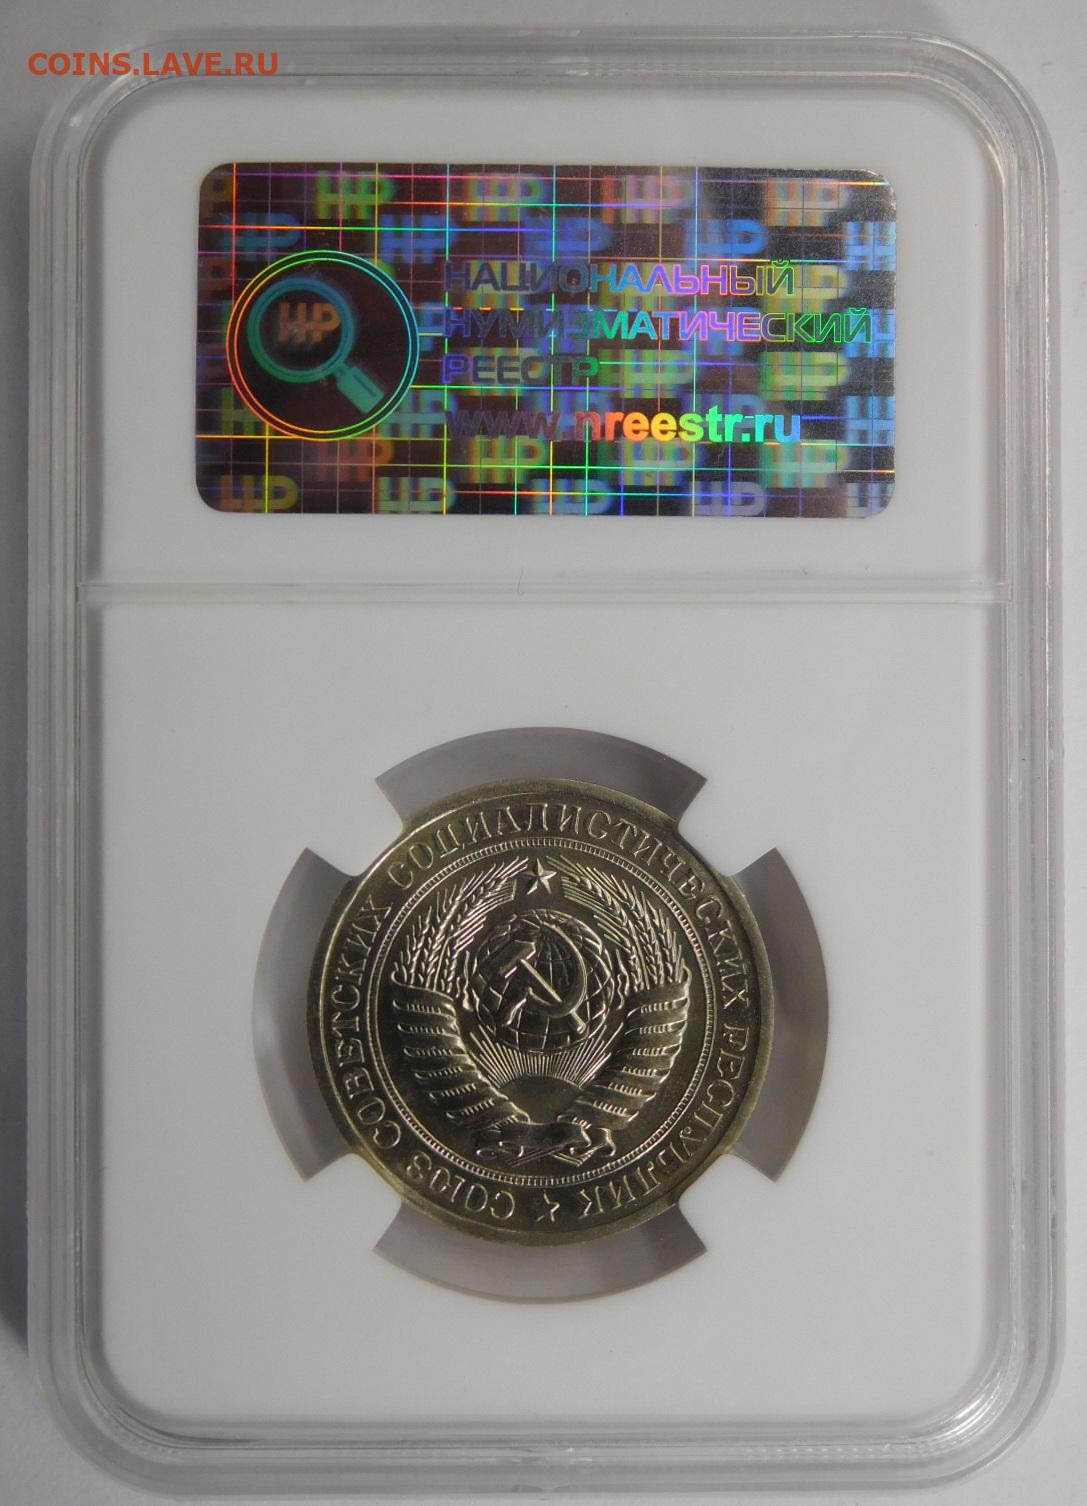 COINS.LAVE.RU
НР
НАЦИОНАЛЬНЫЙ
НУМИЗМАТИЧЕСКИЙ
РЕЕСТР
www.nreestr.ru
СОЮЗ СОВЕТСКИХ СОЦИАЛИСТИЧЕСКИХ РЕСПУБЛИК